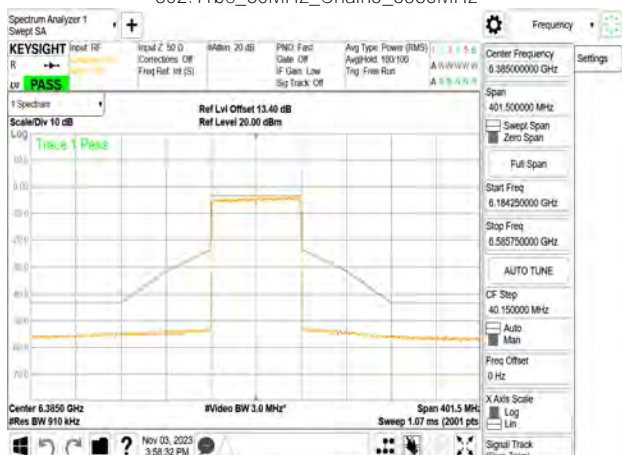 Spectrum Analyzer 1
Swept SA
Frequency
KEYSIGHT
Input: RF
Input Z: 50 Ω
Corrections: Off
Freq Ref: Int (S)
#Atten: 20 dB
PNO: Fast
Gate: Off
IF Gain: Low
Sig Track: Off
Avg Type: Power (RMS)
Avg|Hold: 100/100
Trig: Free Run
PASS
Center Frequency
6.385000000 GHz
Settings
Span
401.500000 MHz
Swept Span
Zero Span
Full Span
Start Freq
6.184250000 GHz
Stop Freq
6.585750000 GHz
AUTO TUNE
CF Step
40.150000 MHz
Auto
Man
Freq Offset
0 Hz
X Axis Scale
Log
Lin
Signal Track
1 Spectrum
Scale/Div 10 dB
Ref Lvl Offset 13.40 dB
Ref Level 20.00 dBm
Log
Trace 1 Pass
Center 6.3850 GHz
#Video BW 3.0 MHz*
Span 401.5 MHz
#Res BW 910 kHz
Sweep 1.07 ms (2001 pts
Nov 03, 2023
3:58:32 PM